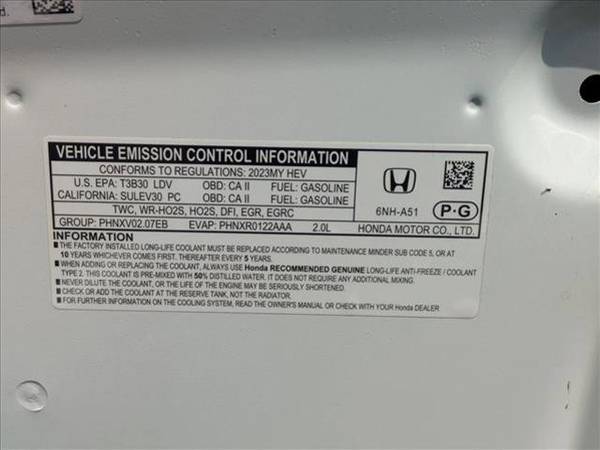 d.
VEHICLE EMISSION CONTROL INFORMATION
CONFORMS TO REGULATIONS: 2023MY HEV
U.S. EPA: T3B30 LDV OBD: CA II FUEL: GASOLINE
CALIFORNIA: SULEV30 PC OBD: CA II FUEL: GASOLINE
TWC, WR-HO2S, HO2S, DFI, EGR, EGRC
GROUP: PHNXV02.07EB EVAP: PHNXR0122AAA 2.0L
6NH-A51 P·G
HONDA MOTOR CO., LTD.
INFORMATION
■ THE FACTORY INSTALLED LONG-LIFE COOLANT MUST BE REPLACED ACCORDING TO MAINTENANCE MINDER SUB CODE 5, OR AT
10 YEARS WHICHEVER COMES FIRST. THEREAFTER EVERY 5 YEARS.
■ WHEN ADDING OR REPLACING THE COOLANT, ALWAYS USE Honda RECOMMENDED GENUINE LONG-LIFE ANTI-FREEZE / COOLANT
TYPE 2. THIS COOLANT IS PRE-MIXED WITH 50% DISTILLED WATER AND DOES NOT REQUIRE ANY ADDITIONAL MIXING.
■ NEVER DILUTE THE COOLANT, OR THE LIFE OF THE ENGINE MAY BE SERIOUSLY SHORTENED.
■ CHECK OR ADD THE COOLANT AT THE RESERVE TANK, NOT THE RADIATOR.
■ FOR FURTHER INFORMATION ON THE COOLING SYSTEM, READ THE OWNER'S MANUAL OR CHECK WITH YOUR Honda DEALER